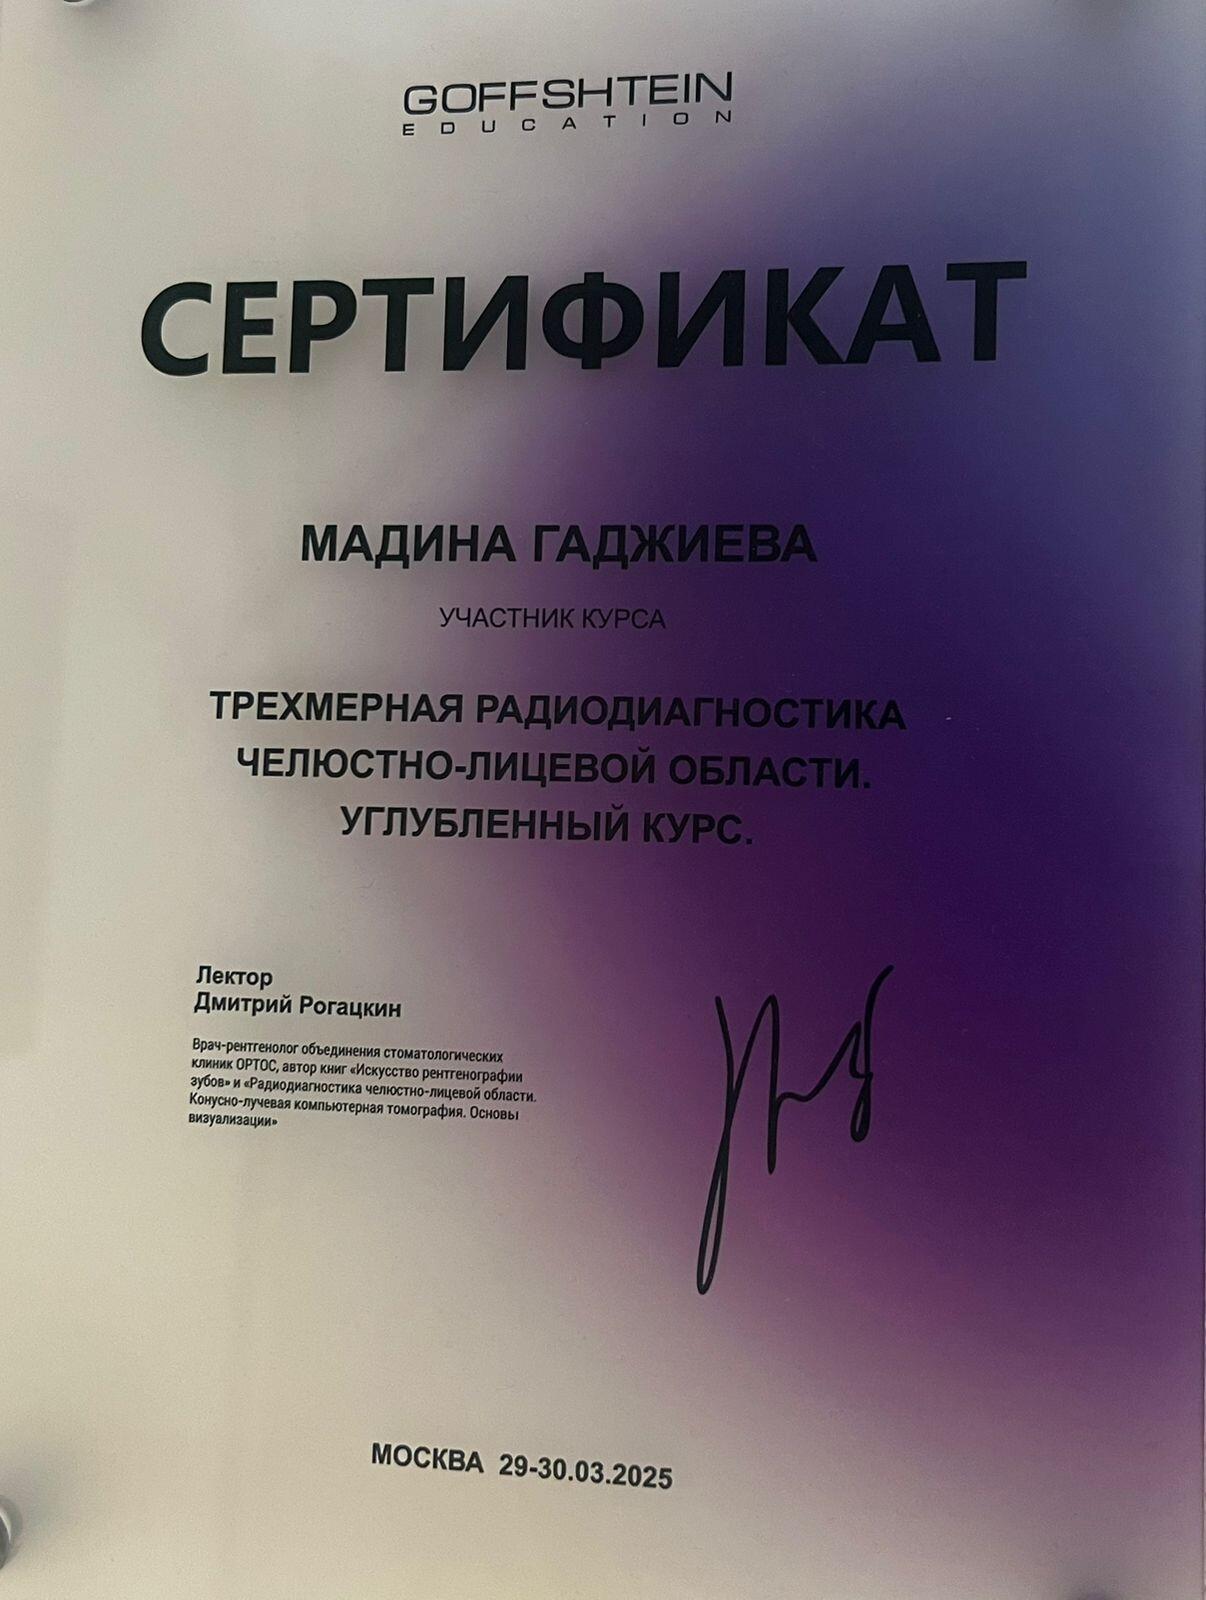 GOFFSHTEIN
EDUCATION
СЕРТИФИКАТ
МАДИНА ГАДЖИЕВА
УЧАСТНИК КУРСА
ТРЕХМЕРНАЯ РАДИОДИАГНОСТИКА
ЧЕЛЮСТНО-ЛИЦЕВОЙ ОБЛАСТИ.
УГЛУБЛЕННЫЙ КУРС.
Лектор
Дмитрий Рогацкин
Врач-рентгенолог объединения стоматологических
клиник ОРТОС, автор книг «Искусство рентгенографии
зубов» и «Радиодиагностика челюстно-лицевой области.
Конусно-лучевая компьютерная томография. Основы
визуализации»
МОСКВА 29-30.03.2025